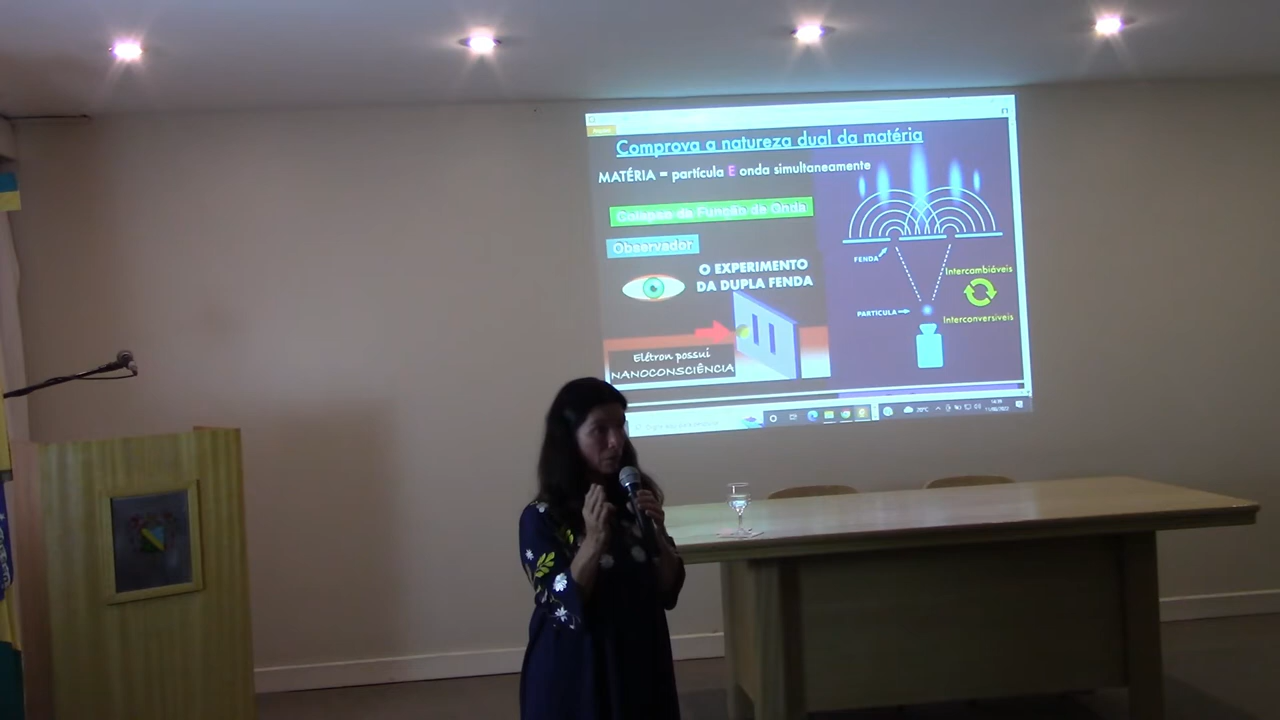 Comprova a natureza dual da matéria
MATÉRIA = partícula E onda simultaneamente
Colapso da Função de Onda
Observador
O EXPERIMENTO
DA DUPLA FENDA
Elétron possui
NANOCONSCIÊNCIA
FENDA
PARTÍCULA
Intercambiáveis
Interconversíveis